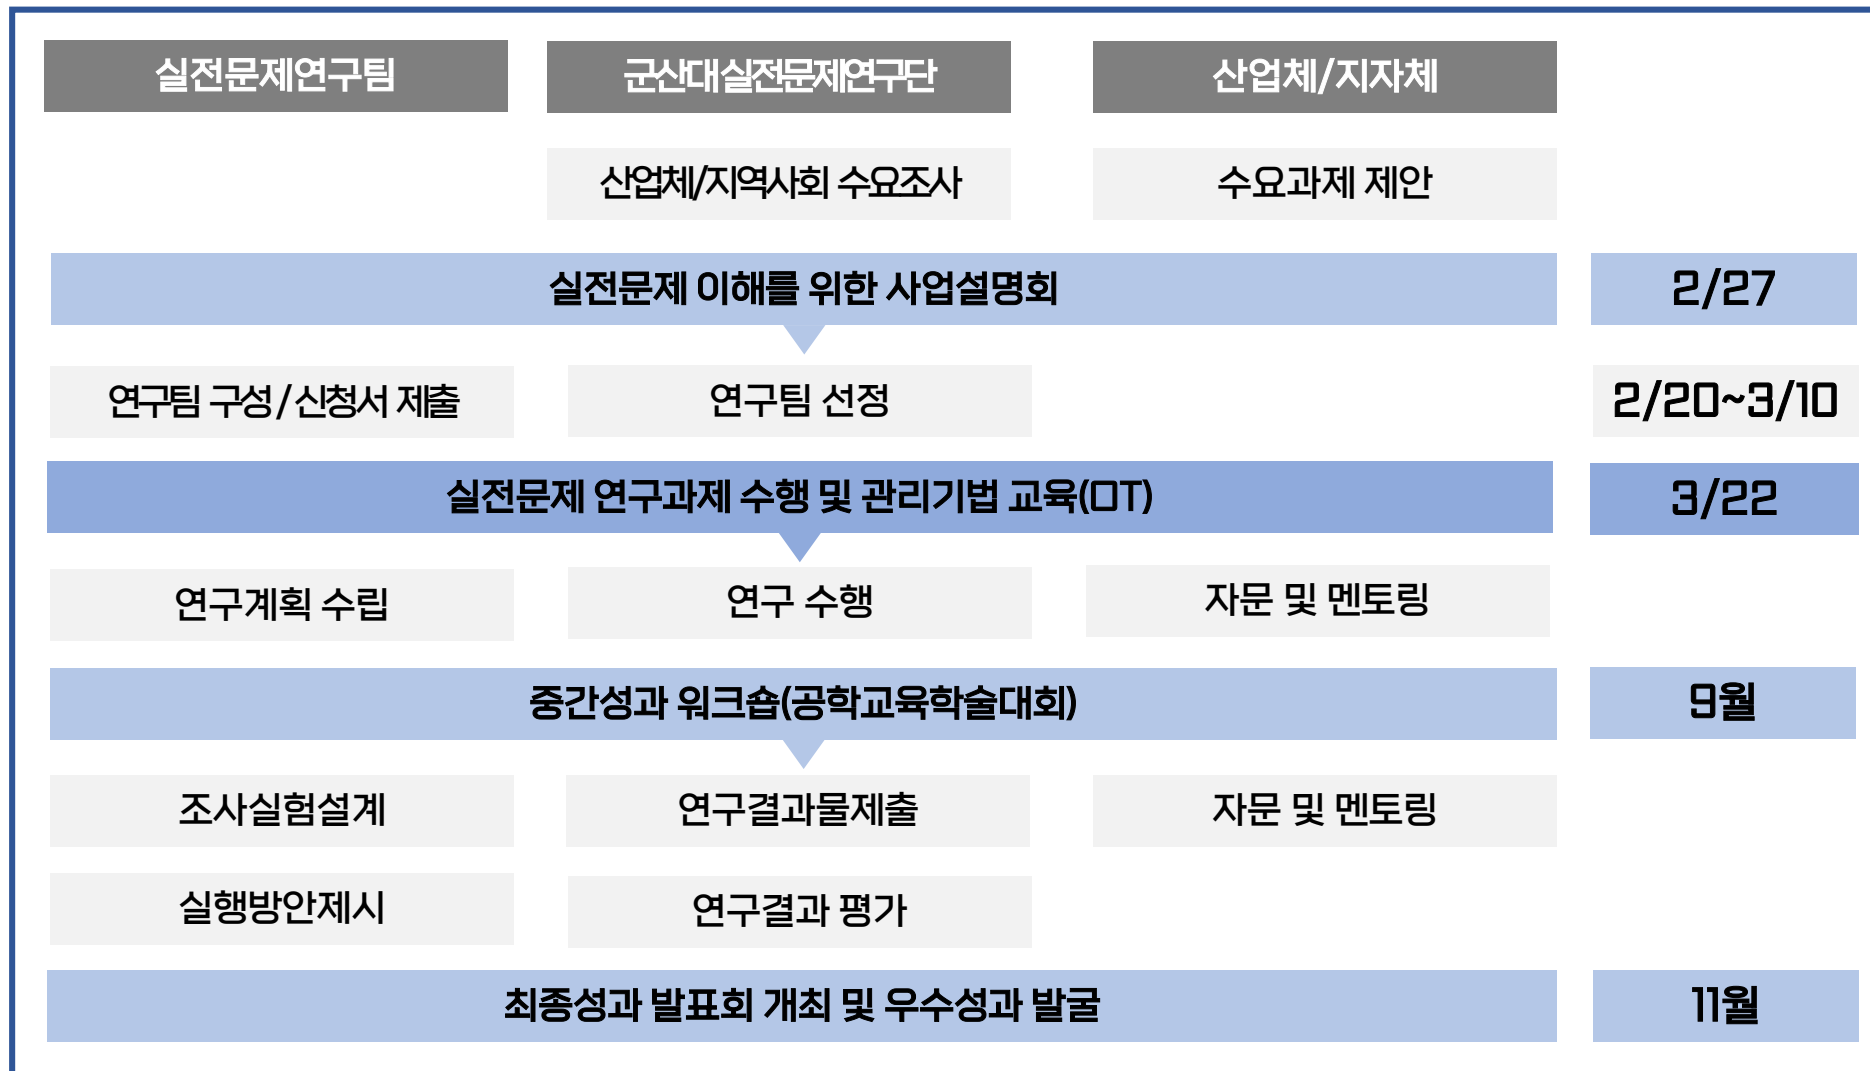 실전문제연구팀
군산대실전문제연구단
산업체/지자체
산업체/지역사회 수요조사
수요과제 제안
실전문제 이해를 위한 사업설명회
2/27
연구팀 구성/신청서 제출
연구팀 선정
2/20~3/10
실전문제 연구과제 수행 및 관리기법 교육(OT)
3/22
연구계획 수립
연구 수행
자문 및 멘토링
중간성과 워크숍(공학교육학술대회)
9월
조사실험설계
연구결과물제출
자문 및 멘토링
실행방안제시
연구결과 평가
최종성과 발표회 개최 및 우수성과 발굴
11월